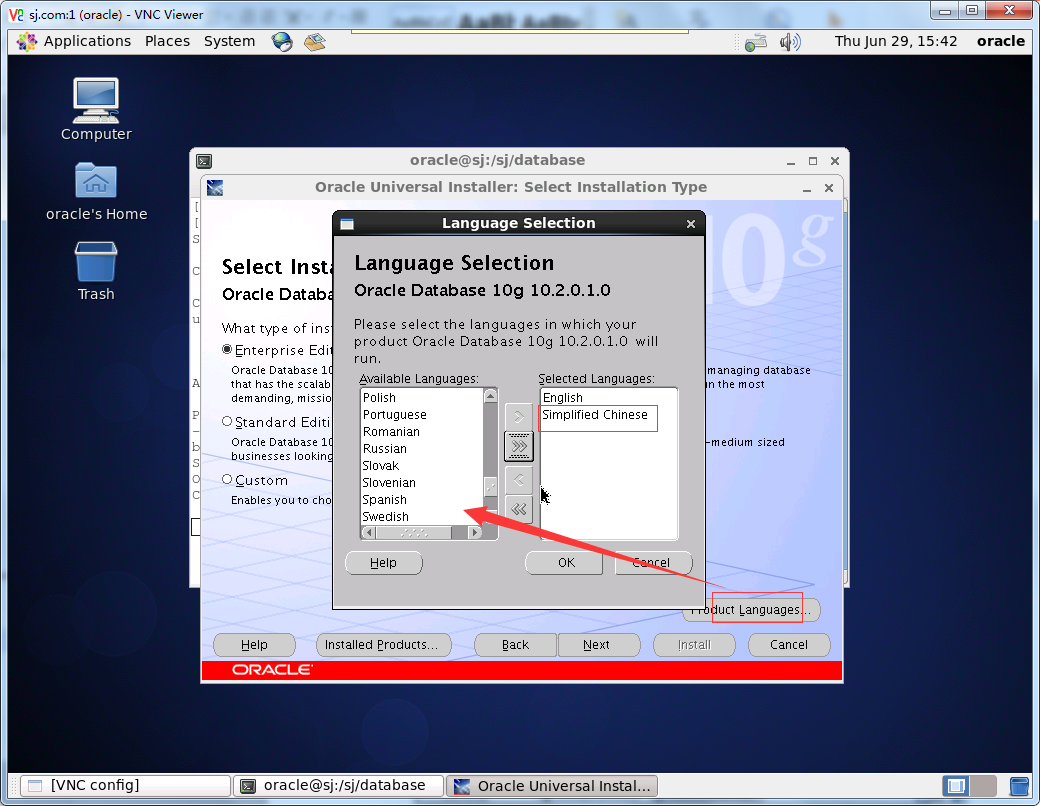 sj.com:1 (oracle) - VNC Viewer
Applications Places System
Thu Jun 29, 15:42 oracle
Computer
oracle's Home
Trash
oracle@sj:/sj/database
Oracle Universal Installer: Select Installation Type
10g
Select Insta
Oracle Databa
What type of ins
Enterprise Edit
Oracle Database 10
that has the scalab
demanding, missio
managing database
in the most
Standard Editi
Oracle Database 10
businesses looking
-medium sized
Custom
Enables you to cho
Language Selection
Language Selection
Oracle Database 10g 10.2.0.1.0
Please select the languages in which your
product Oracle Database 10g 10.2.0.1.0 will
run.
Available Languages:
Polish
Portuguese
Romanian
Russian
Slovak
Slovenian
Spanish
Swedish
Selected Languages:
English
Simplified Chinese
Help OK Cancel
Product Languages...
Help Installed Products... Back Next Install Cancel
ORACLE
[VNC config] oracle@sj:/sj/database Oracle Universal Instal...